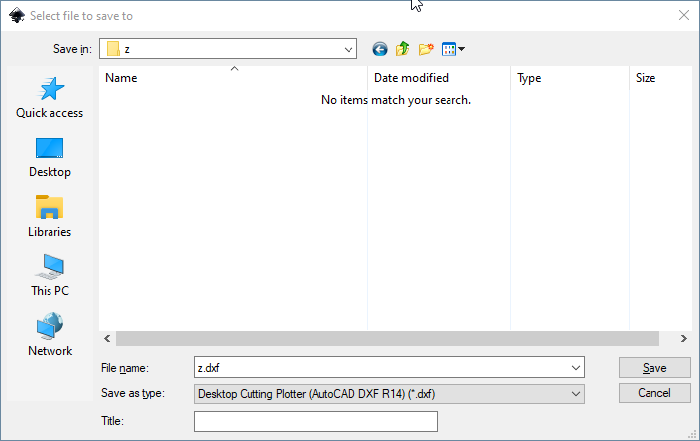 Select file to save to
Save in: z
Name Date modified Type Size
No items match your search.
Quick access
Desktop
Libraries
This PC
Network
File name: z.dxf Save
Save as type: Desktop Cutting Plotter (AutoCAD DXF R14) (*.dxf) Cancel
Title: